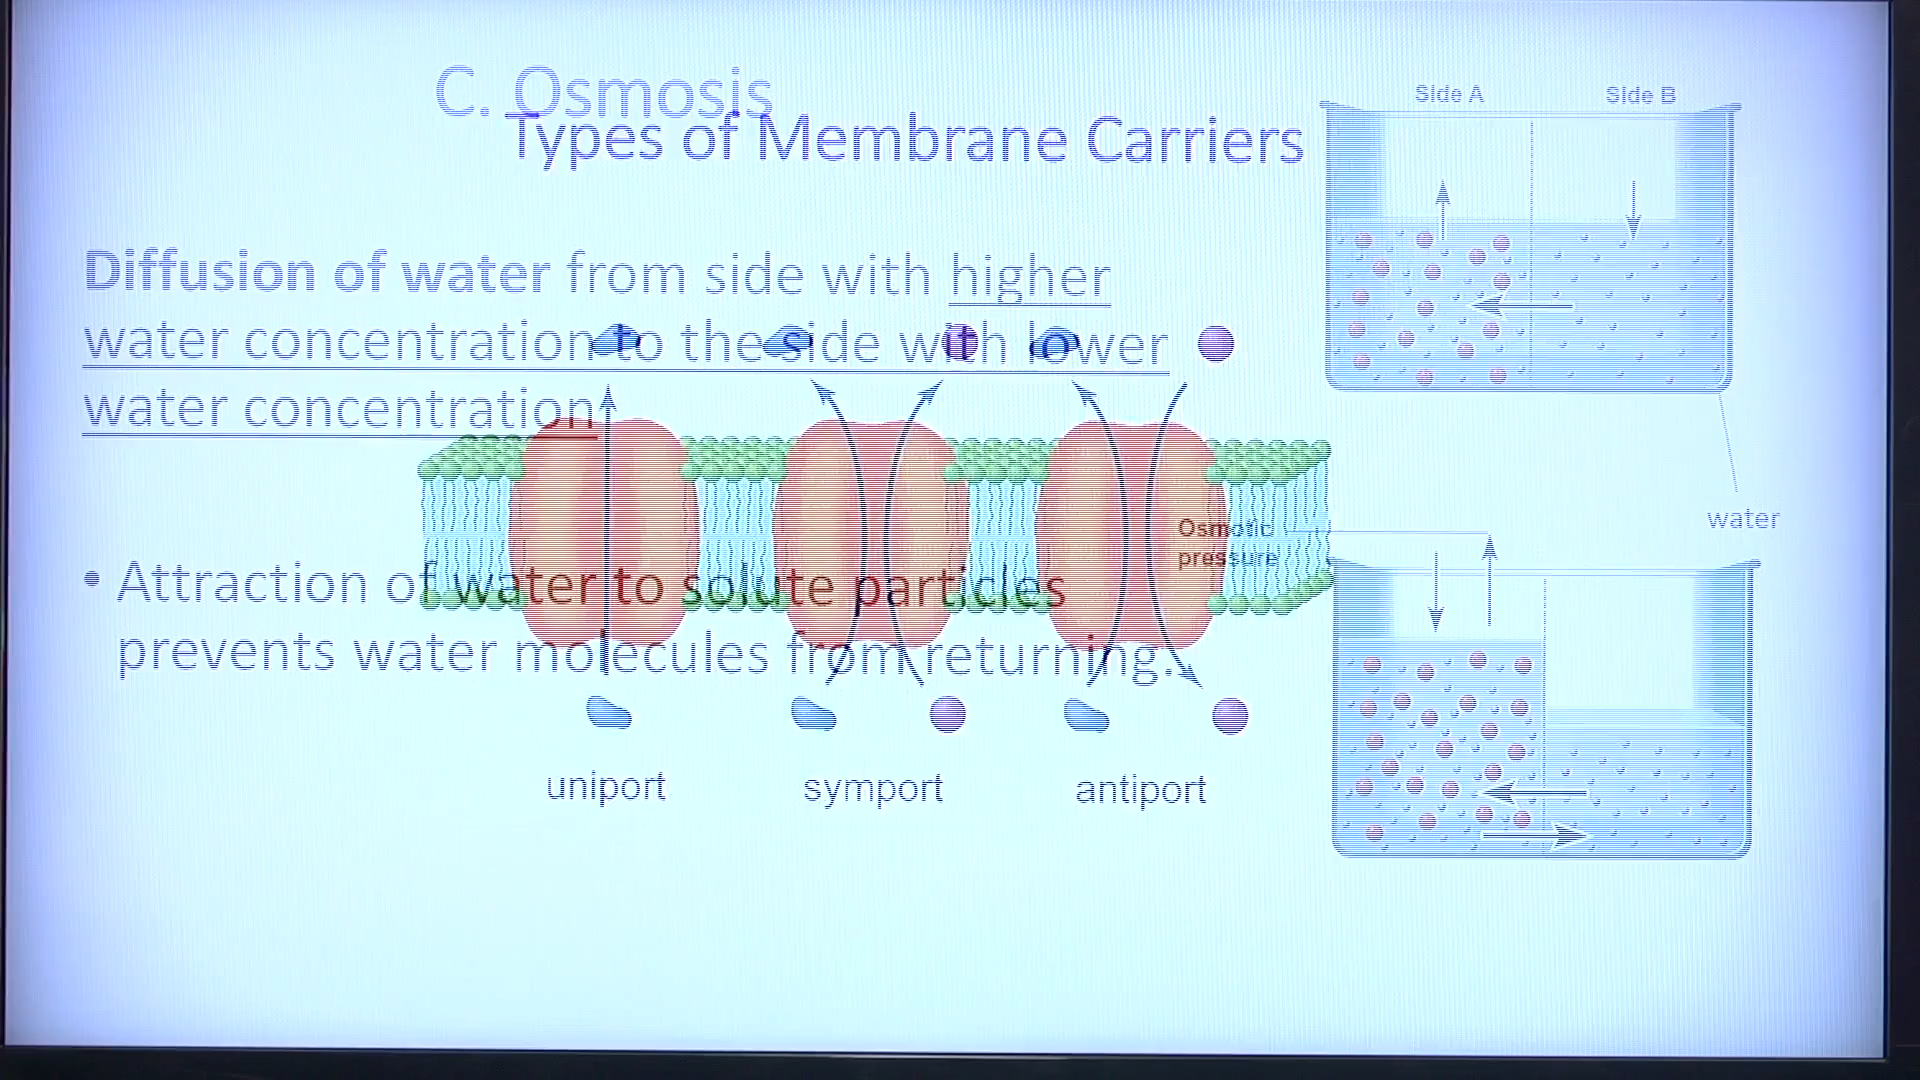 C. Osmosis
Types of Membrane Carriers
Side A
Side B
Diffusion of water from side with higher
water concentration to the side with lower
water concentration
water
Osmotic
pressure
• Attraction of water to solute particles
prevents water molecules from returning.
uniport
symport
antiport